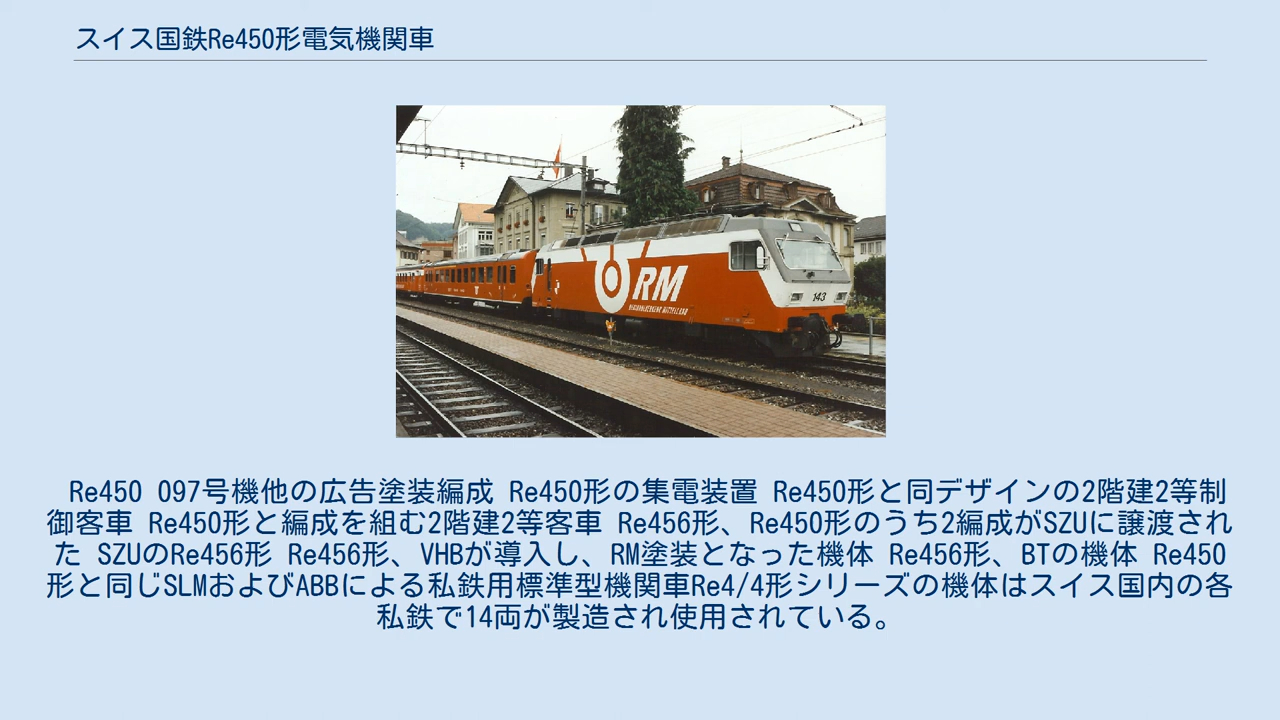 スイス国鉄Re450形電気機関車
RM
REGIONALVERKEHR MITTELLAND
143
Re450 097号機他の広告塗装編成 Re450形の集電装置 Re450形と同デザインの2階建2等制
御客車 Re450形と編成を組む2階建2等客車 Re456形、Re450形のうち2編成がSZUに譲渡され
た SZUのRe456形 Re456形、VHBが導入し、RM塗装となった機体 Re456形、BTの機体 Re450
形と同じSLMおよびABBによる私鉄用標準型機関車Re4/4形シリーズの機体はスイス国内の各
私鉄で14両が製造され使用されている。